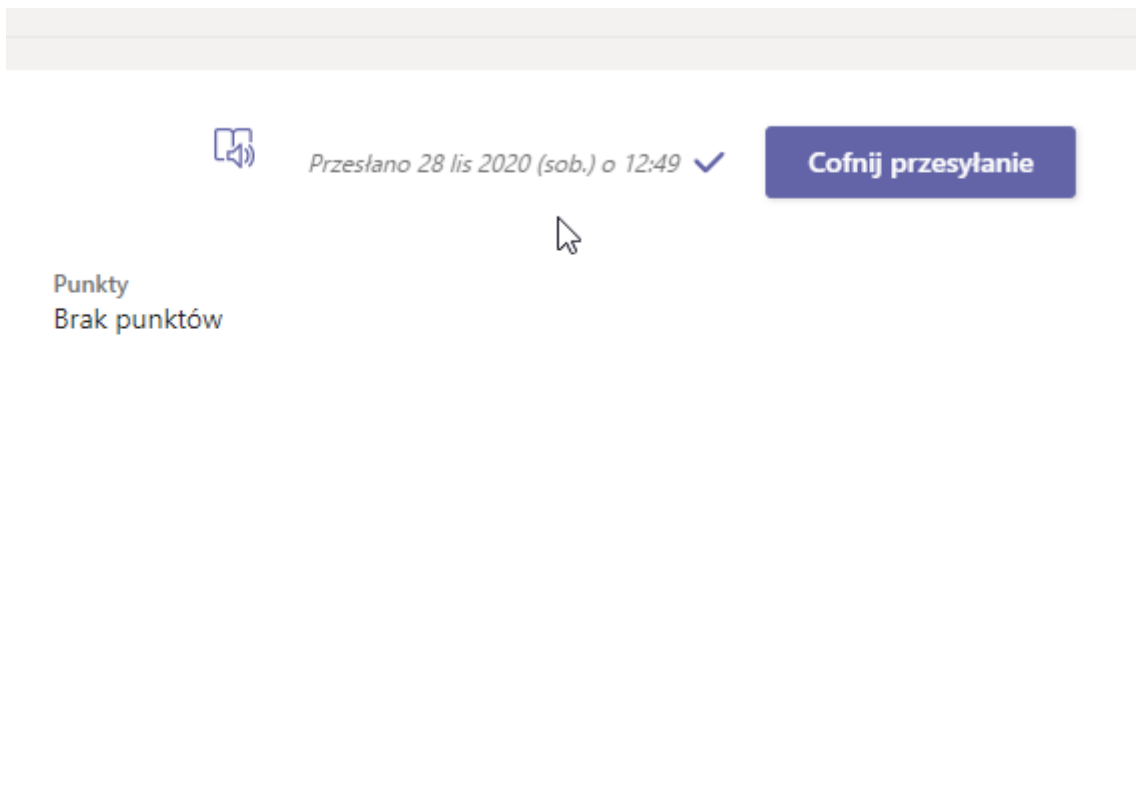 Przesłano 28 lis 2020 (sob.) o 12:49
Cofnij przesyłanie
Punkty
Brak punktów